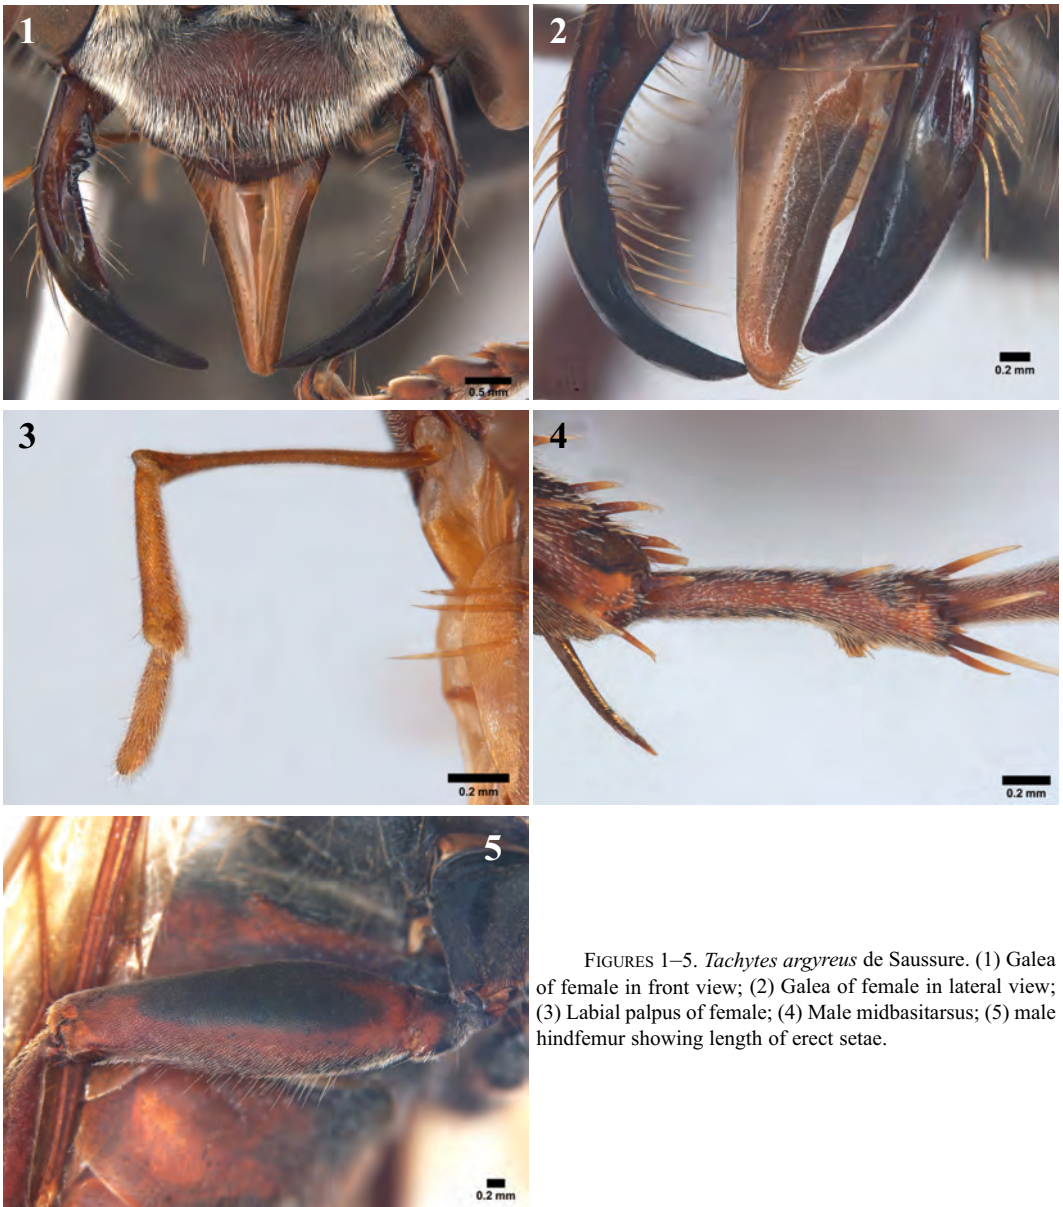 1
0.5 mm
2
0.2 mm
3
0.2 mm
4
0.2 mm
5
0.2 mm
FIGURES 1–5. Tachytes argyreus de Saussure. (1) Galea
of female in front view; (2) Galea of female in lateral view;
(3) Labial palpus of female; (4) Male midbasitarsus; (5) male
hindfemur showing length of erect setae.